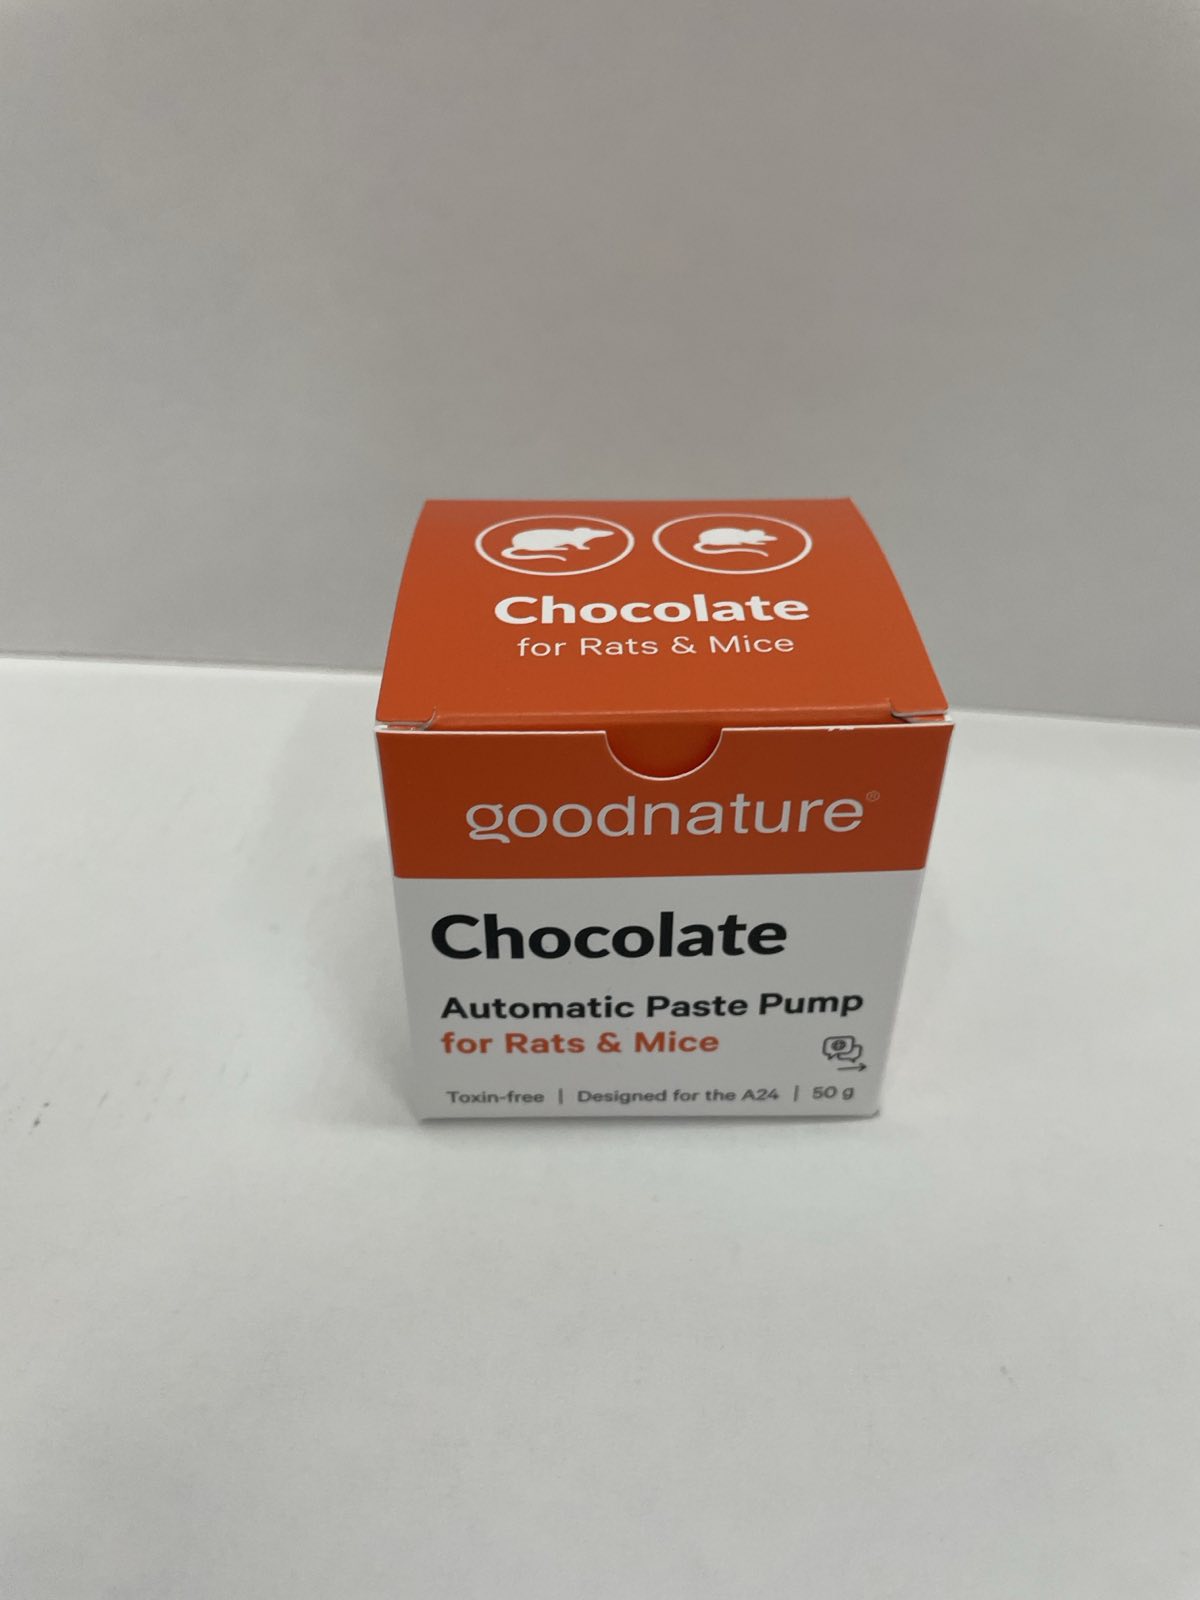 Chocolate
for Rats & Mice
goodnature®
Chocolate
Automatic Paste Pump
for Rats & Mice
Toxin-free | Designed for the A24 | 50 g